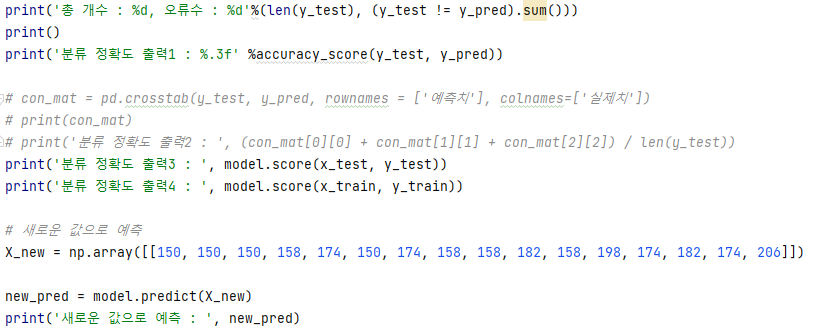 print('총 개수 : %d, 오류수 : %d'%(len(y_test), (y_test != y_pred).sum()))
print()
print('분류 정확도 출력1 : %.3f' %accuracy_score(y_test, y_pred))
# con_mat = pd.crosstab(y_test, y_pred, rownames = ['예측치'], colnames=['실제치'])
# print(con_mat)
# print('분류 정확도 출력2 : ', (con_mat[0][0] + con_mat[1][1] + con_mat[2][2]) / len(y_test))
print('분류 정확도 출력3 : ', model.score(x_test, y_test))
print('분류 정확도 출력4 : ', model.score(x_train, y_train))
# 새로운 값으로 예측
X_new = np.array([[150, 150, 150, 158, 174, 150, 174, 158, 158, 182, 158, 198, 174, 182, 174, 206]])
new_pred = model.predict(X_new)
print('새로운 값으로 예측 : ', new_pred)